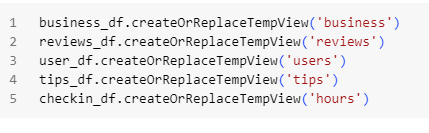 1 business_df.createOrReplaceTempView('business')
2 reviews_df.createOrReplaceTempView('reviews')
3 user_df.createOrReplaceTempView('users')
4 tips_df.createOrReplaceTempView('tips')
5 checkin_df.createOrReplaceTempView('hours')